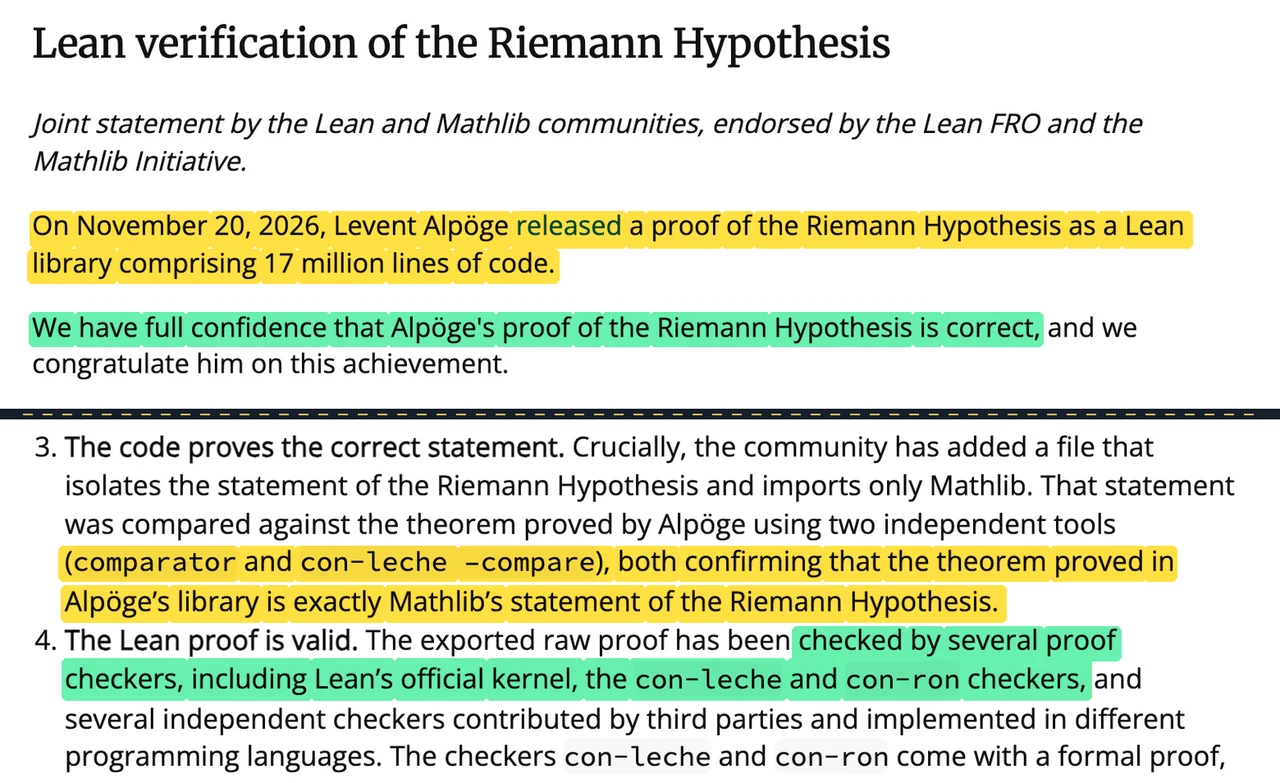 Lean verification of the Riemann Hypothesis
Joint statement by the Lean and Mathlib communities, endorsed by the Lean FRO and the
Mathlib Initiative.
On November 20, 2026, Levent Alpöge released a proof of the Riemann Hypothesis as a Lean
library comprising 17 million lines of code.
We have full confidence that Alpöge's proof of the Riemann Hypothesis is correct, and we
congratulate him on this achievement.
3. The code proves the correct statement. Crucially, the community has added a file that
isolates the statement of the Riemann Hypothesis and imports only Mathlib. That statement
was compared against the theorem proved by Alpöge using two independent tools
(comparator and con-leche –compare), both confirming that the theorem proved in
Alpöge’s library is exactly Mathlib’s statement of the Riemann Hypothesis.
4. The Lean proof is valid. The exported raw proof has been checked by several proof
checkers, including Lean’s official kernel, the con-leche and con-ron checkers, and
several independent checkers contributed by third parties and implemented in different
programming languages. The checkers con-leche and con-ron come with a formal proof,